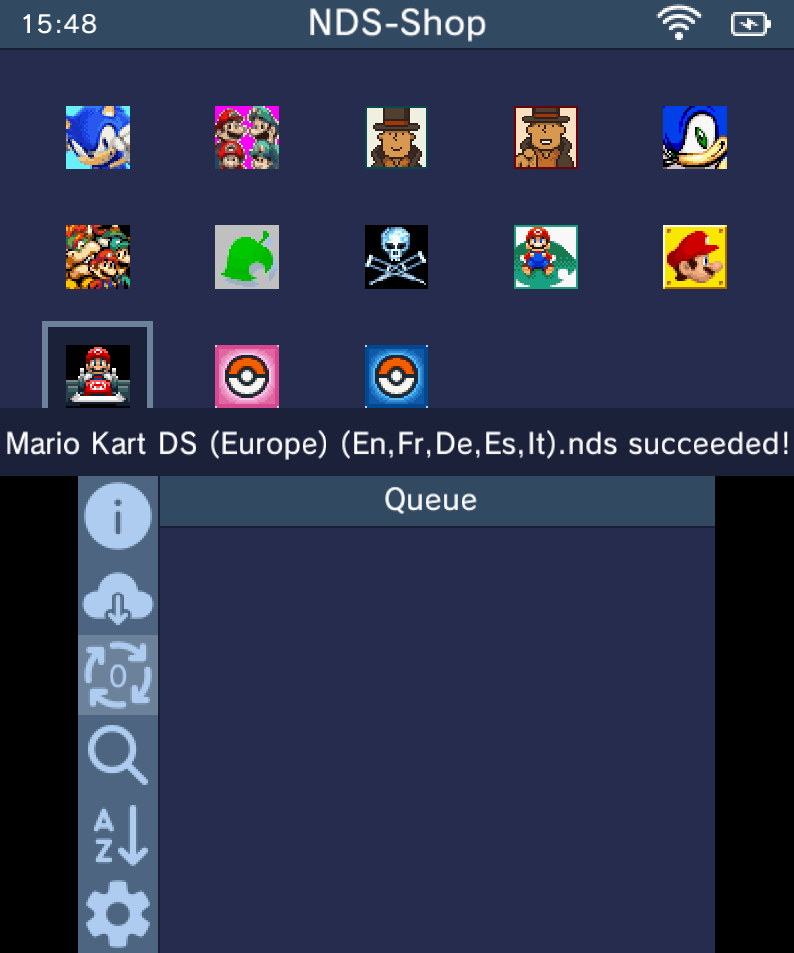 15:48
NDS-Shop
Mario Kart DS (Europe) (En,Fr,De,Es,It).nds succeeded!
Queue
i
0
A
Z